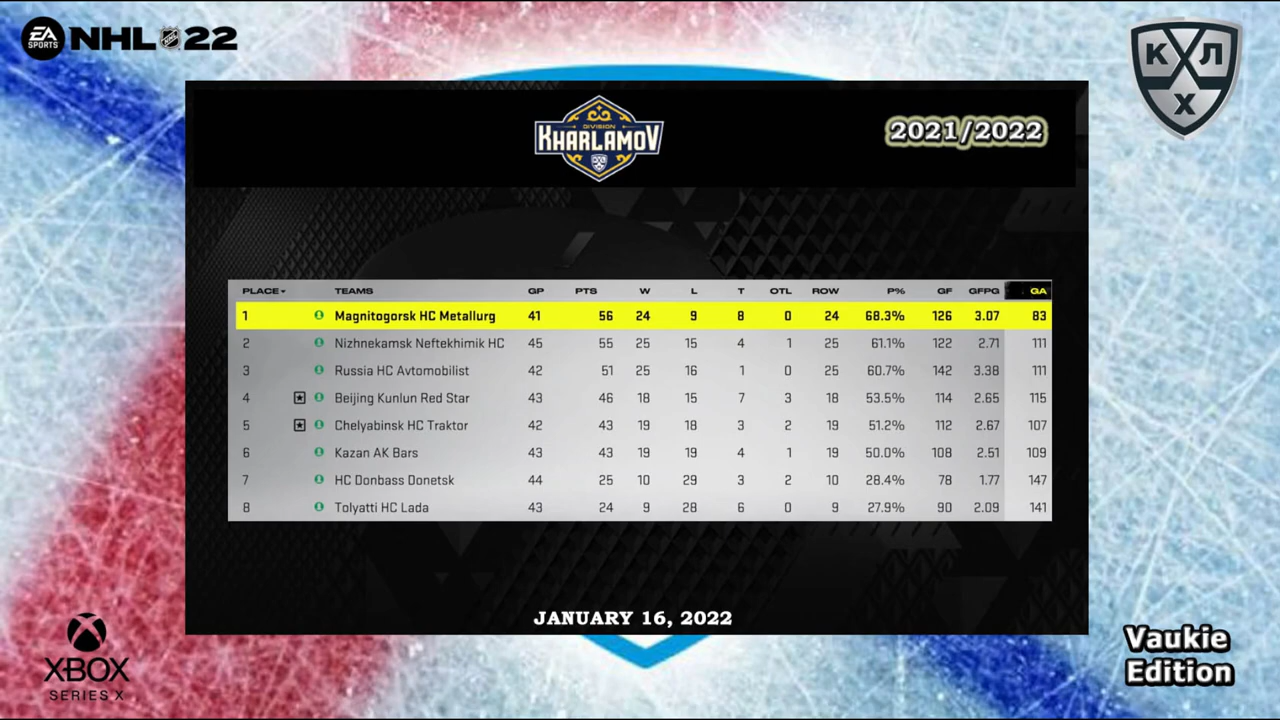 EA SPORTS NHL 22
К Л Х
DIVISION
KHARLAMOV
2021/2022
PLACE TEAMS GP PTS W L T OTL ROW P% GF GFPG GA
1 Magnitogorsk HC Metallurg 41 56 24 9 8 0 24 68.3% 126 3.07 83
2 Nizhnekamsk Neftekhimik HC 45 55 25 15 4 1 25 61.1% 122 2.71 111
3 Russia HC Avtomobilist 42 51 25 16 1 0 25 60.7% 142 3.38 111
4 Beijing Kunlun Red Star 43 46 18 15 7 3 18 53.5% 114 2.65 115
5 Chelyabinsk HC Traktor 42 43 19 18 3 2 19 51.2% 112 2.67 107
6 Kazan AK Bars 43 43 19 19 4 1 19 50.0% 108 2.51 109
7 HC Donbass Donetsk 44 25 10 29 3 2 10 28.4% 78 1.77 147
8 Tolyatti HC Lada 43 24 9 28 6 0 9 27.9% 90 2.09 141
JANUARY 16, 2022
XBOX
SERIES X
Vaukie
Edition